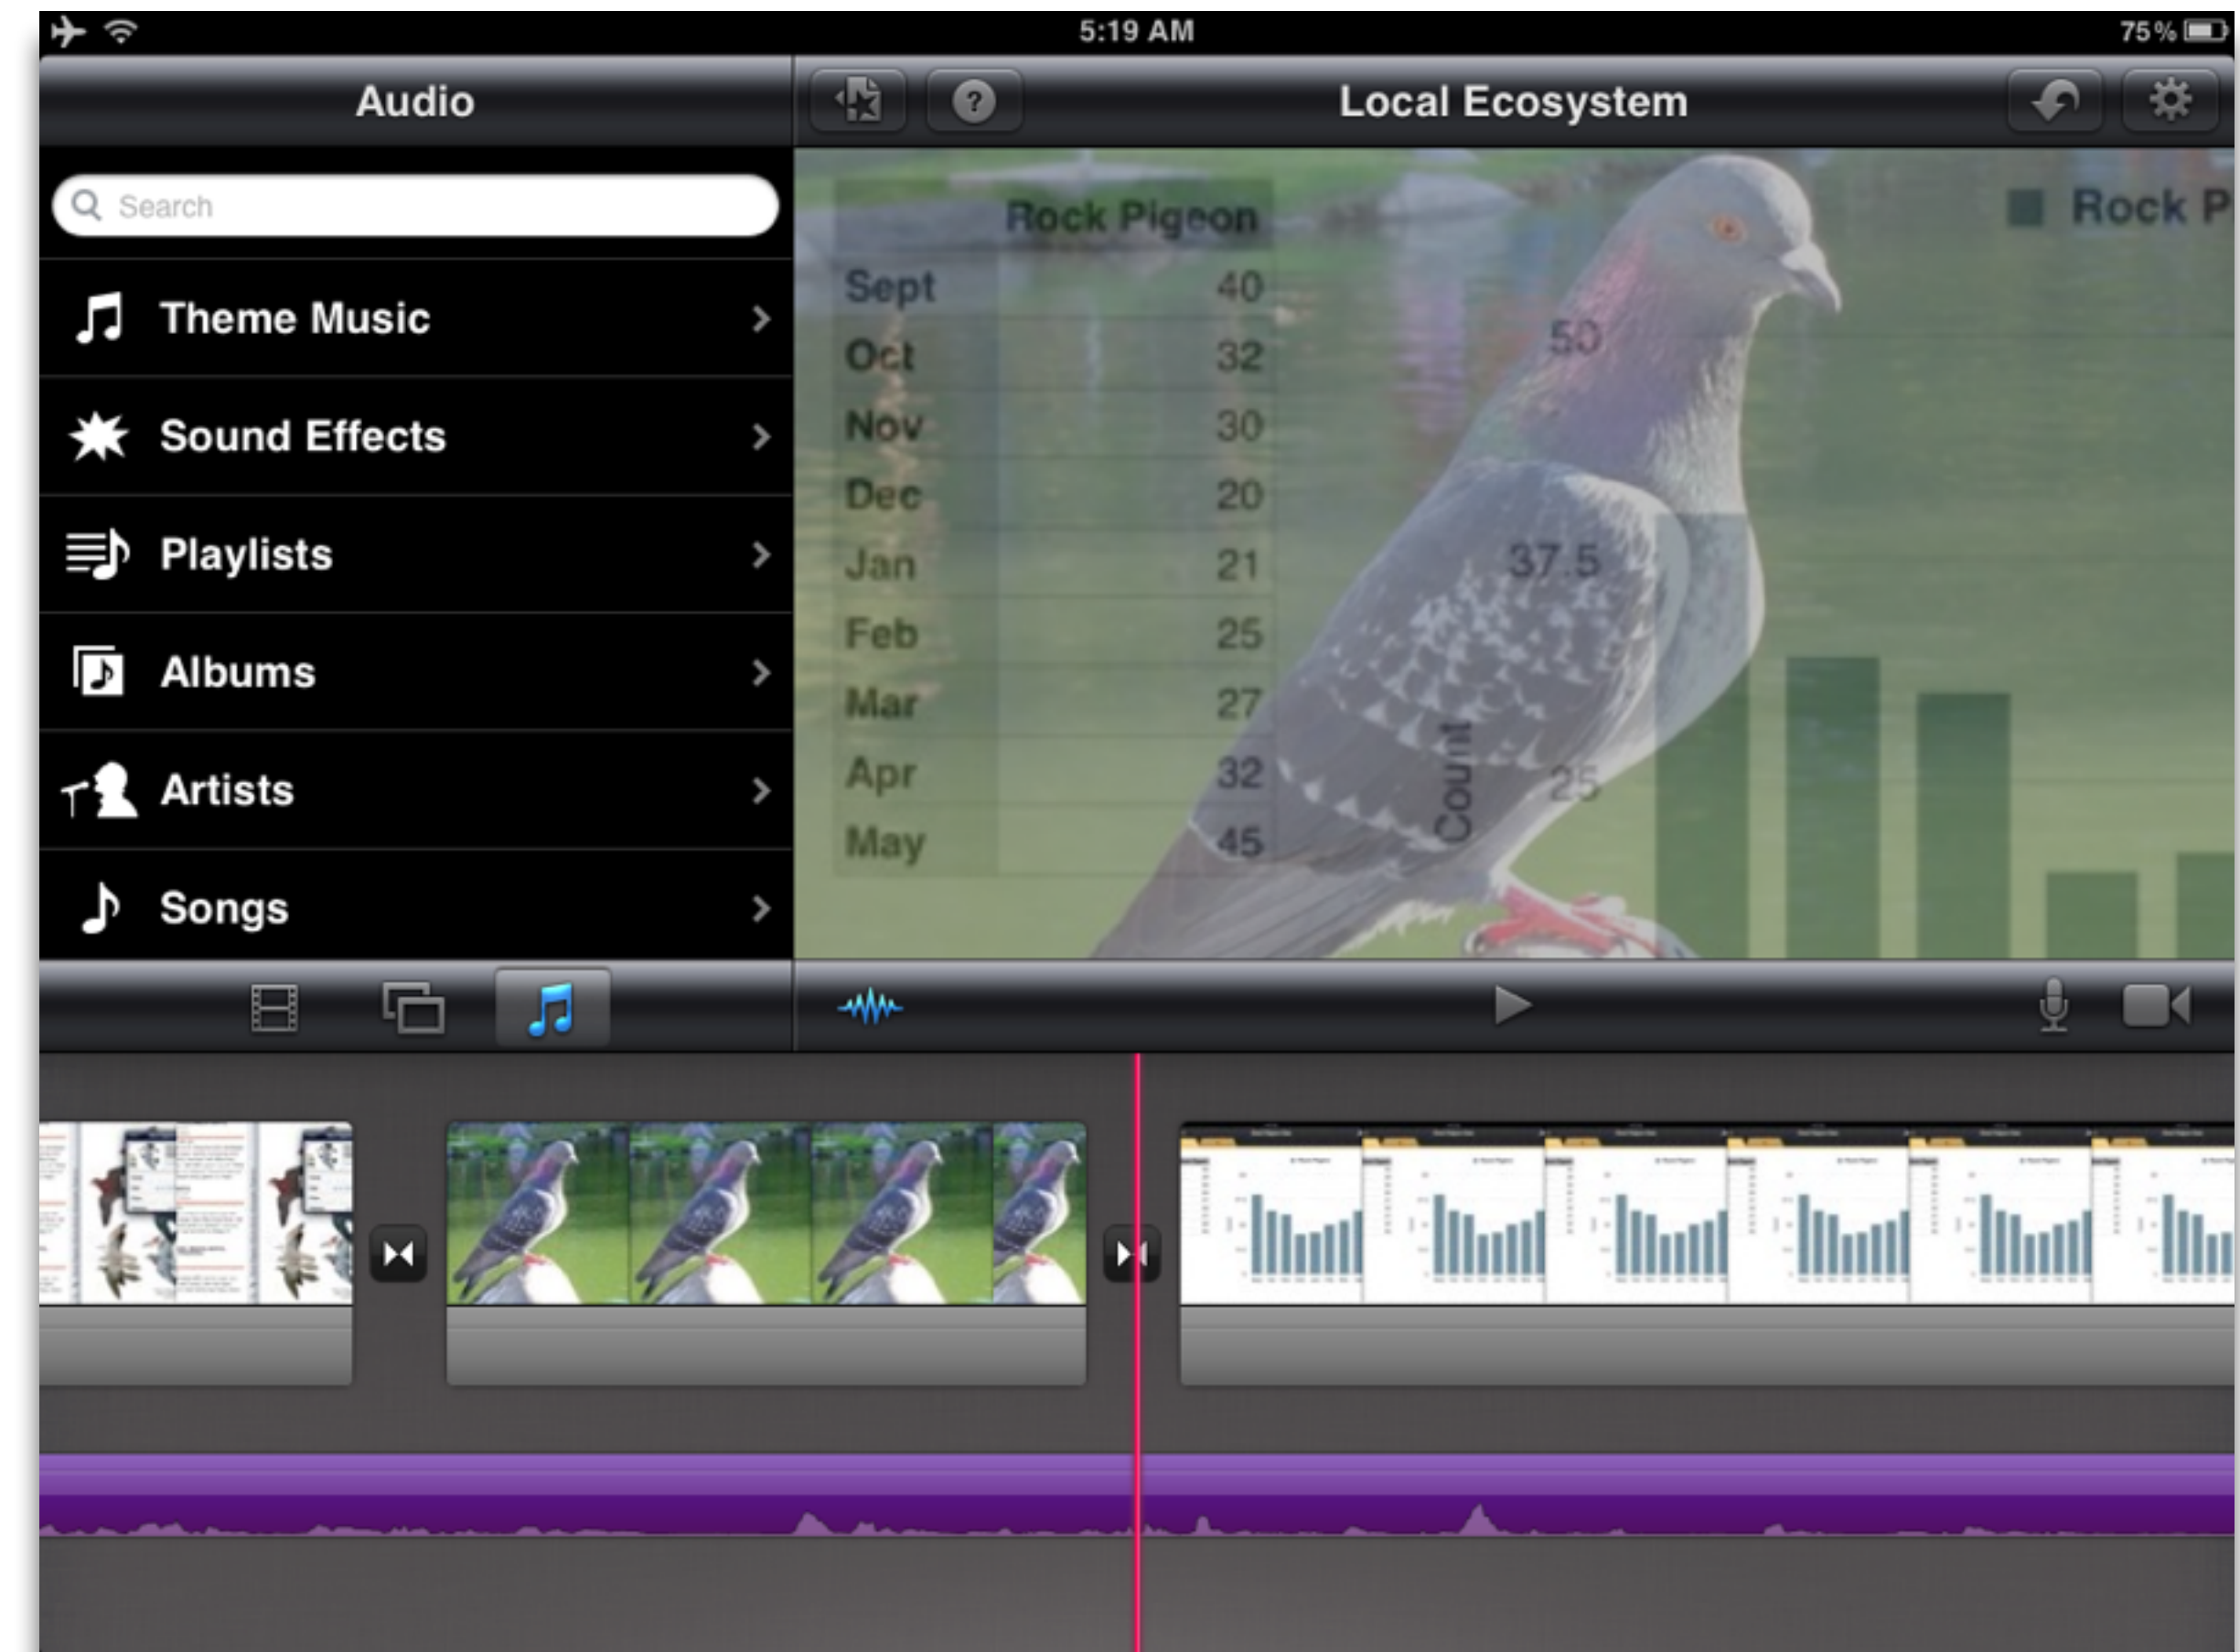 5:19 AM
75%
Audio
Local Ecosystem
Search
Theme Music
Sound Effects
Playlists
Albums
Artists
Songs
Rock Pigeon
Sept 40
Oct 32
Nov 30
Dec 20
Jan 21
Feb 25
Mar 27
Apr 32
May 45
Rock P
50
37.5
25
Count